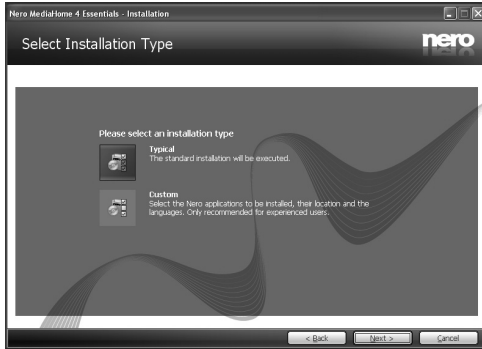 Nero MediaHome 4 Essentials - Installation
Select Installation Type
nero
Please select an installation type
Typical
The standard installation will be executed.
Custom
Select the Nero applications to be installed, their location and the
languages. Only recommended for experienced users.
< Back
Next >
Cancel